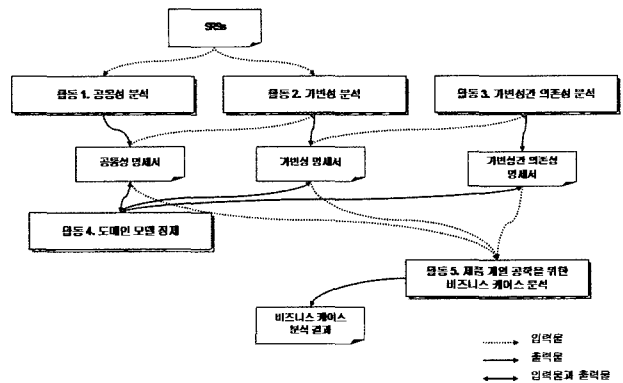 SRSs
활동 1. 공통성 분석
활동 2. 가변성 분석
활동 3. 가변성간 의존성 분석
공통성 명세서
가변성 명세서
가변성간 의존성
명세서
활동 4. 도메인 모델 정제
활동 5. 제품 계열 공학을 위한
비즈니스 케이스 분석
비즈니스 케이스
분석 결과
입력물
출력물
입력물과 출력물